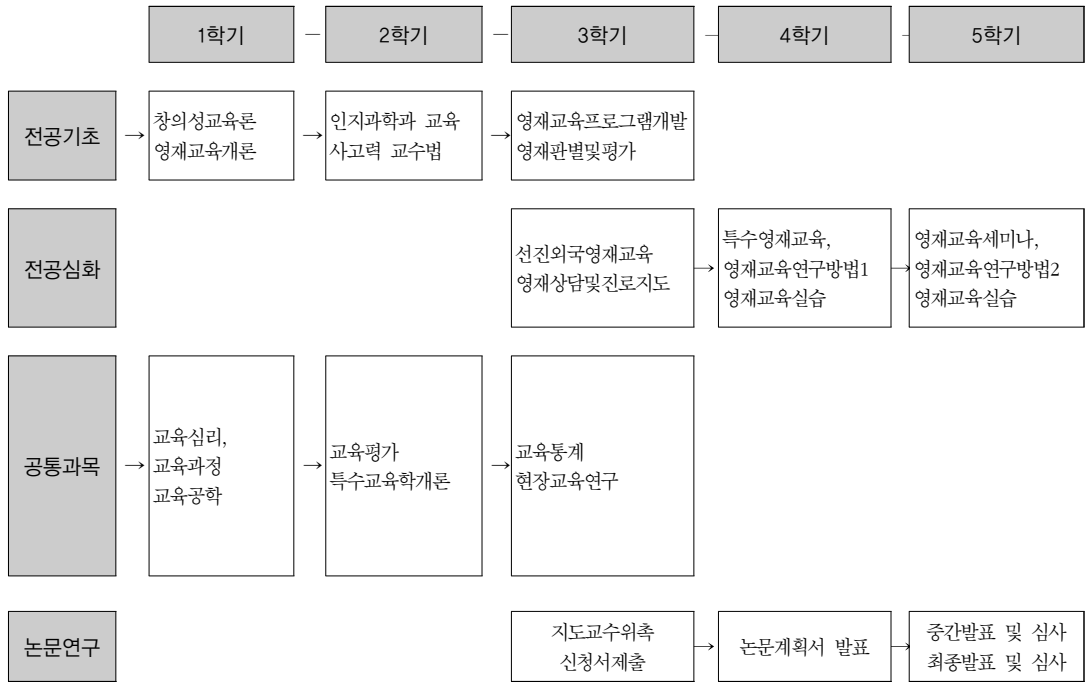 1학기 – 2학기 – 3학기 – 4학기 – 5학기
전공기초
창의성교육론
영재교육개론
인지과학과 교육
사고력 교수법
영재교육프로그램개발
영재판별및평가
전공심화
선진외국영재교육
영재상담및진로지도
특수영재교육,
영재교육연구방법1
영재교육실습
영재교육세미나,
영재교육연구방법2
영재교육실습
공통과목
교육심리,
교육과정
교육공학
교육평가
특수교육학개론
교육통계
현장교육연구
논문연구
지도교수위촉
신청서제출
논문계획서 발표
중간발표 및 심사
최종발표 및 심사